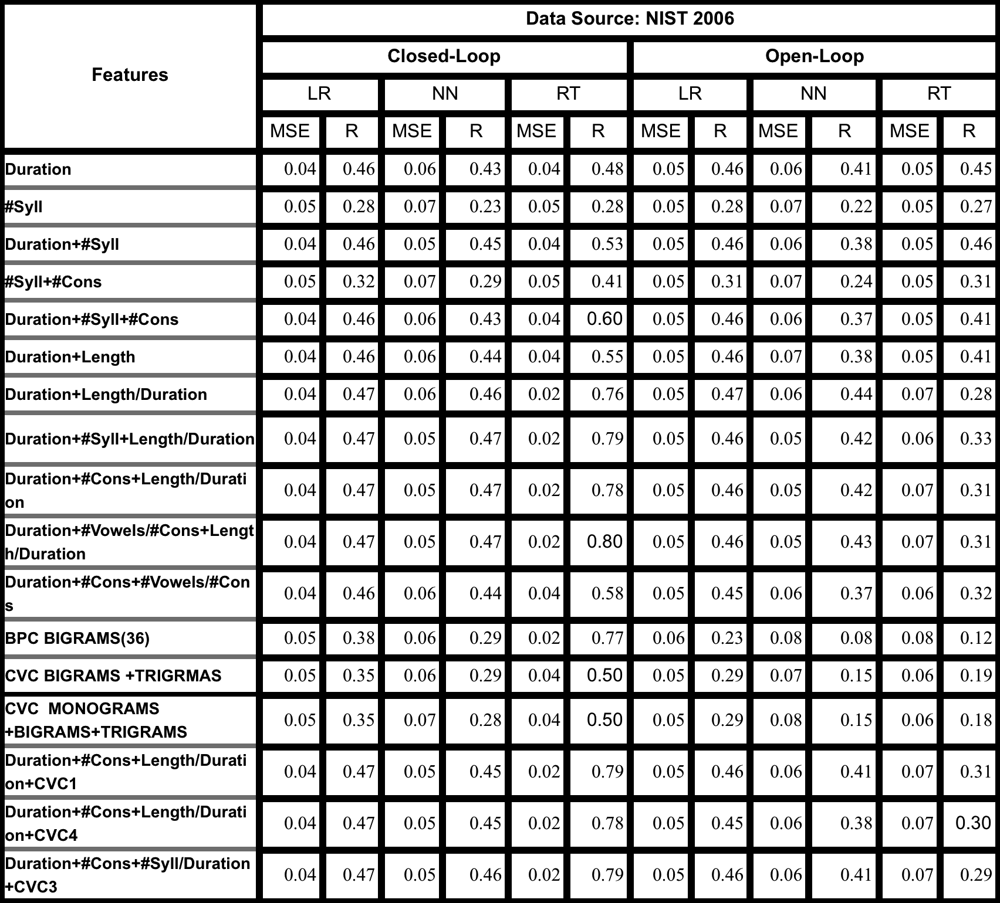 Data Source: NIST 2006
Features
Closed-Loop Open-Loop
LR NN RT LR NN RT
MSE R MSE R MSE R MSE R MSE R MSE R
Duration 0.04 0.46 0.06 0.43 0.04 0.48 0.05 0.46 0.06 0.41 0.05 0.45
#Syll 0.05 0.28 0.07 0.23 0.05 0.28 0.05 0.28 0.07 0.22 0.05 0.27
Duration+#Syll 0.04 0.46 0.05 0.45 0.04 0.53 0.05 0.46 0.06 0.38 0.05 0.46
#Syll+#Cons 0.05 0.32 0.07 0.29 0.05 0.41 0.05 0.31 0.07 0.24 0.05 0.31
Duration+#Syll+#Cons 0.04 0.46 0.06 0.43 0.04 0.60 0.05 0.46 0.06 0.37 0.05 0.41
Duration+Length 0.04 0.46 0.06 0.44 0.04 0.55 0.05 0.46 0.07 0.38 0.05 0.41
Duration+Length/Duration 0.04 0.47 0.06 0.46 0.02 0.76 0.05 0.47 0.06 0.44 0.07 0.28
Duration+#Syll+Length/Duration 0.04 0.47 0.05 0.47 0.02 0.79 0.05 0.46 0.05 0.42 0.06 0.33
Duration+#Cons+Length/Durati
on 0.04 0.47 0.05 0.47 0.02 0.78 0.05 0.46 0.05 0.42 0.07 0.31
Duration+#Vowels/#Cons+Lengt
h/Duration 0.04 0.47 0.05 0.47 0.02 0.80 0.05 0.46 0.05 0.43 0.07 0.31
Duration+#Cons+#Vowels/#Con
s 0.04 0.46 0.06 0.44 0.04 0.58 0.05 0.45 0.06 0.37 0.06 0.32
BPC BIGRAMS(36) 0.05 0.38 0.06 0.29 0.02 0.77 0.06 0.23 0.08 0.08 0.08 0.12
CVC BIGRAMS +TRIGRMAS 0.05 0.35 0.06 0.29 0.04 0.50 0.05 0.29 0.07 0.15 0.06 0.19
CVC MONOGRAMS
+BIGRAMS+TRIGRAMS 0.05 0.35 0.07 0.28 0.04 0.50 0.05 0.29 0.08 0.15 0.06 0.18
Duration+#Cons+Length/Durati
on+CVC1 0.04 0.47 0.05 0.45 0.02 0.79 0.05 0.46 0.06 0.41 0.07 0.31
Duration+#Cons+Length/Durati
on+CVC4 0.04 0.47 0.05 0.45 0.02 0.78 0.05 0.45 0.06 0.38 0.07 0.30
Duration+#Cons+#Syll/Duration
+CVC3 0.04 0.47 0.05 0.46 0.02 0.79 0.05 0.46 0.06 0.41 0.07 0.29